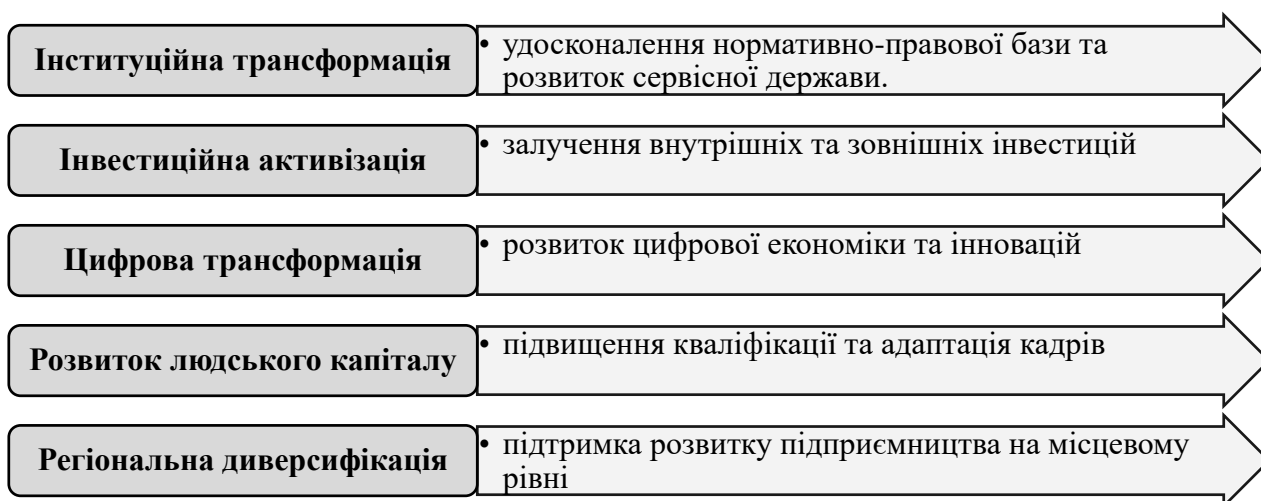 Інституційна трансформація
• удосконалення нормативно-правової бази та
розвиток сервісної держави.
Інвестиційна активізація
• залучення внутрішніх та зовнішніх інвестицій
Цифрова трансформація
• розвиток цифрової економіки та інновацій
Розвиток людського капіталу
• підвищення кваліфікації та адаптація кадрів
Регіональна диверсифікація
• підтримка розвитку підприємництва на місцевому
рівні